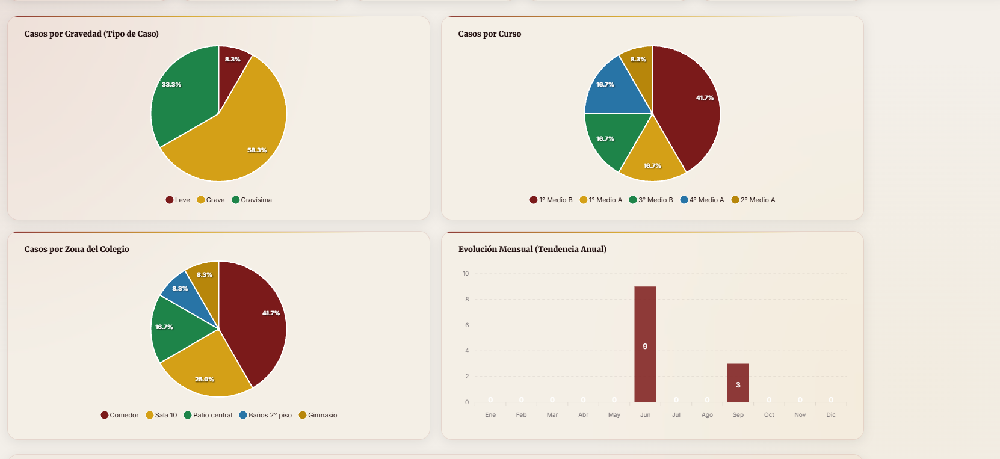 Casos por Gravedad (Tipo de Caso)
8.3%
33.3%
58.3%
Leve Grave Gravísima
Casos por Curso
8.3%
16.7%
41.7%
16.7%
16.7%
1° Medio B 1° Medio A 3° Medio B 4° Medio A 2° Medio A
Casos por Zona del Colegio
8.3%
8.3%
41.7%
16.7%
25.0%
Comedor Sala 10 Patio central Baños 2° piso Gimnasio
Evolución Mensual (Tendencia Anual)
10
8
6
4
2
0
0 0 0 0 0 9 0 0 3 0 0 0
Ene Feb Mar Abr May Jun Jul Ago Sep Oct Nov Dic